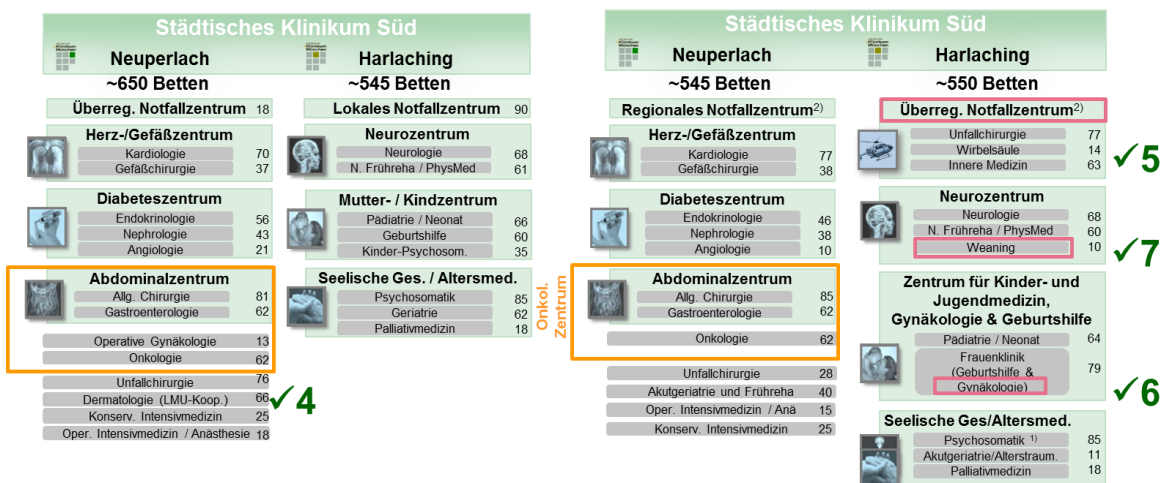 Städtisches Klinikum Süd
Neuperlach
~650 Betten
Überreg. Notfallzentrum 18
Herz-/Gefäßzentrum
Kardiologie 70
Gefäßchirurgie 37
Diabeteszentrum
Endokrinologie 56
Nephrologie 43
Angiologie 21
Abdominalzentrum
Allg. Chirurgie 81
Gastroenterologie 62
Operative Gynäkologie 13
Onkologie 62
Unfallchirurgie 76
Dermatologie (LMU-Koop.) 66
✓4
Konserv. Intensivmedizin 25
Oper. Intensivmedizin / Anästhesie 18
Harlaching
~545 Betten
Lokales Notfallzentrum 90
Neurozentrum
Neurologie 68
N. Frühreha / PhysMed 61
Mutter- / Kindzentrum
Pädiatrie / Neonat 66
Geburtshilfe 60
Kinder-Psychosom. 35
Seelische Ges. / Altersmed.
Psychosomatik 85
Geriatrie 62
Palliativmedizin 18
Onkol.
Zentrum
Städtisches Klinikum Süd
Neuperlach
~545 Betten
Regionales Notfallzentrum2)
Herz-/Gefäßzentrum
Kardiologie 77
Gefäßchirurgie 38
Diabeteszentrum
Endokrinologie 46
Nephrologie 38
Angiologie 10
Abdominalzentrum
Allg. Chirurgie 85
Gastroenterologie 62
Onkologie 62
Unfallchirurgie 28
Akutgeriatrie und Frühreha 40
Oper. Intensivmedizin / Anä 15
Konserv. Intensivmedizin 25
Harlaching
~550 Betten
Überreg. Notfallzentrum2)
Unfallchirurgie 77
Wirbelsäule 14
Innere Medizin 63
✓5
Neurozentrum
Neurologie 68
N. Frühreha / PhysMed 60
Weaning 10
✓7
Zentrum für Kinder- und
Jugendmedizin,
Gynäkologie & Geburtshilfe
Pädiatrie / Neonat 64
Frauenklinik
(Geburtshilfe & 79
Gynäkologie)
✓6
Seelische Ges/Altersmed.
Psychosomatik 1) 85
Akutgeriatrie/Alterstraum. 11
Palliativmedizin 18